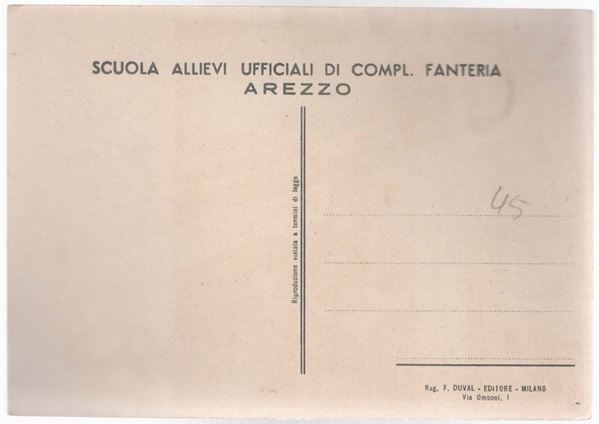 SCUOLA ALLIEVI UFFICIALI DI COMPL. FANTERIA
AREZZO
Riproduzione vietata a termini di legge
45
Rag. F. DUVAL - EDITORE - MILANO
Via Omboni, 1